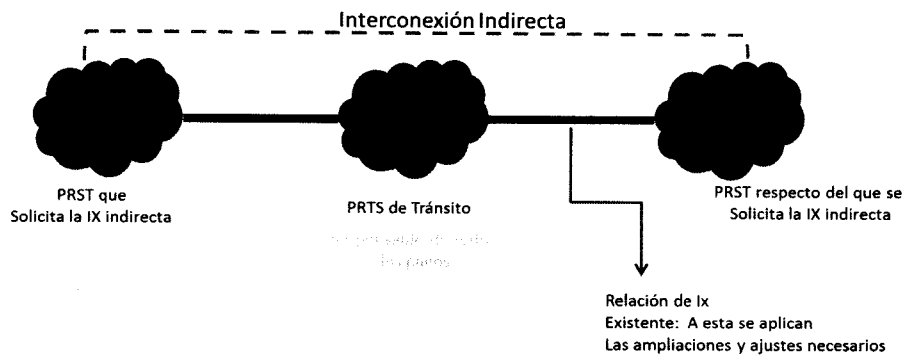 Interconexión Indirecta
PRST que
Solicita la IX indirecta
PRTS de Tránsito
PRST respecto del que se
Solicita la IX indirecta
Relación de Ix
Existente: A esta se aplican
Las ampliaciones y ajustes necesarios